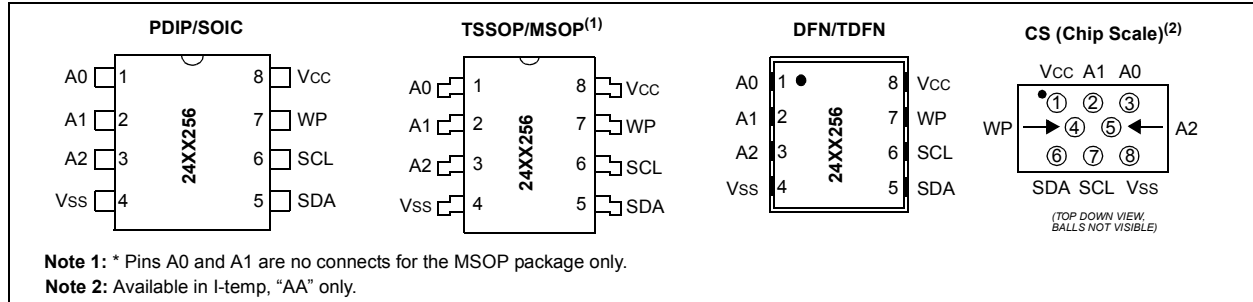 PDIP/SOIC
A0 1 8 VCC
A1 2 7 WP
A2 3 6 SCL
VSS 4 5 SDA
24XX256
TSSOP/MSOP(1)
A0 1 8 VCC
A1 2 7 WP
A2 3 6 SCL
VSS 4 5 SDA
24XX256
DFN/TDFN
A0 1 8 VCC
A1 2 7 WP
A2 3 6 SCL
VSS 4 5 SDA
24XX256
CS (Chip Scale)(2)
VCC A1 A0
1 2 3
WP 4 5 A2
6 7 8
SDA SCL VSS
(TOP DOWN VIEW,
BALLS NOT VISIBLE)
Note 1: * Pins A0 and A1 are no connects for the MSOP package only.
Note 2: Available in I-temp, “AA” only.